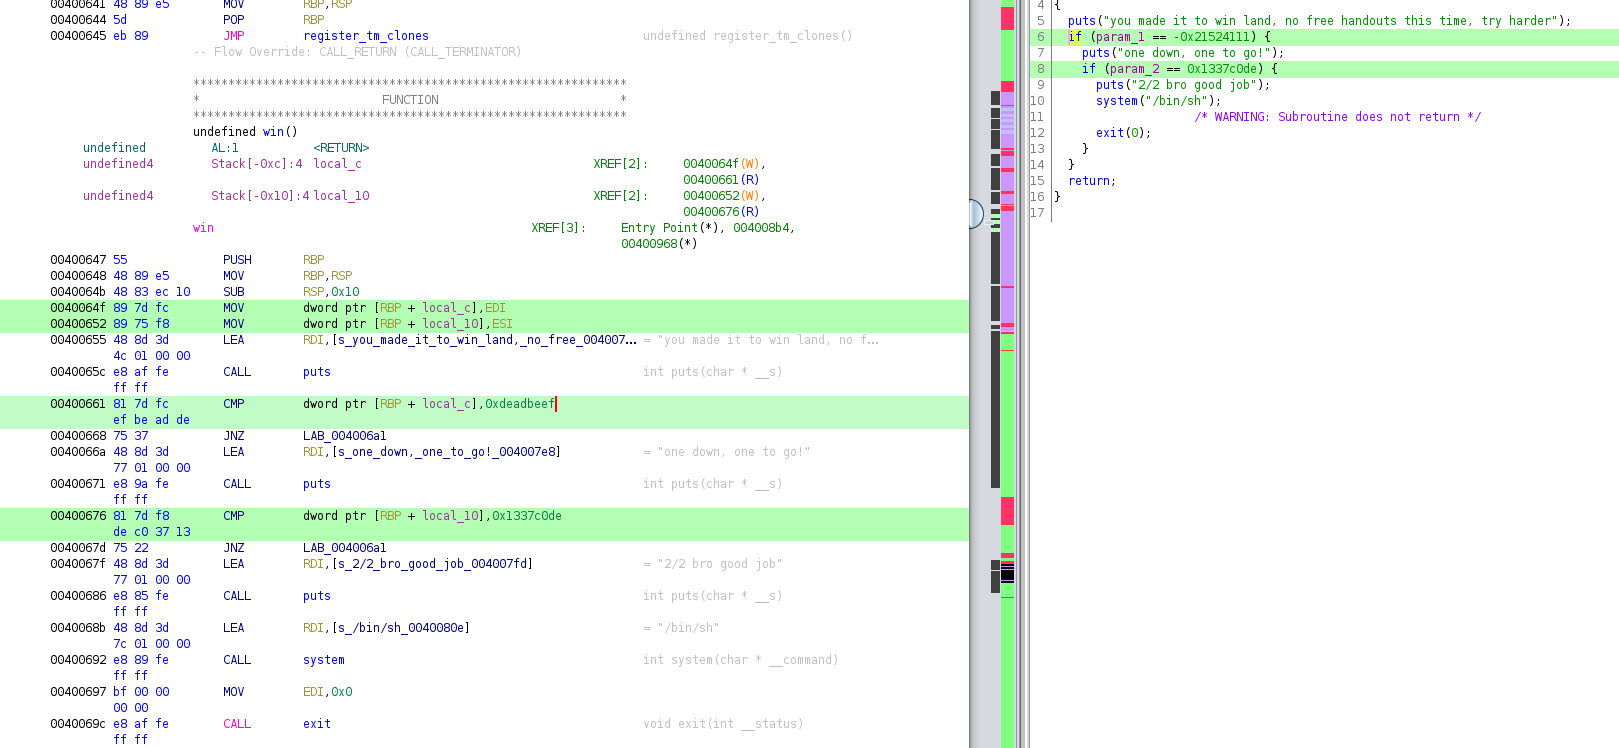 00400641 48 89 e5 MOV RBP,RSP
00400644 5d POP RBP
00400645 eb 89 JMP register_tm_clones undefined register_tm_clones()
-- Flow Override: CALL_RETURN (CALL_TERMINATOR)
**************************************************************
* FUNCTION *
**************************************************************
undefined win()
undefined AL:1 <RETURN>
undefined4 Stack[-0xc]:4 local_c XREF[2]: 0040064f(W),
00400661(R)
undefined4 Stack[-0x10]:4 local_10 XREF[2]: 00400652(W),
00400676(R)
win XREF[3]: Entry Point(*), 004008b4,
00400968(*)
00400647 55 PUSH RBP
00400648 48 89 e5 MOV RBP,RSP
0040064b 48 83 ec 10 SUB RSP,0x10
0040064f 89 7d fc MOV dword ptr [RBP + local_c],EDI
00400652 89 75 f8 MOV dword ptr [RBP + local_10],ESI
00400655 48 8d 3d LEA RDI,[s_you_made_it_to_win_land,_no_free_004007... = "you made it to win land, no f...
4c 01 00 00
0040065c e8 af fe CALL puts int puts(char * __s)
ff ff
00400661 81 7d fc CMP dword ptr [RBP + local_c],0xdeadbeef
ef be ad de
00400668 75 37 JNZ LAB_004006a1
0040066a 48 8d 3d LEA RDI,[s_one_down,_one_to_go!_004007e8] = "one down, one to go!"
77 01 00 00
00400671 e8 9a fe CALL puts int puts(char * __s)
ff ff
00400676 81 7d f8 CMP dword ptr [RBP + local_10],0x1337c0de
de c0 37 13
0040067d 75 22 JNZ LAB_004006a1
0040067f 48 8d 3d LEA RDI,[s_2/2_bro_good_job_004007fd] = "2/2 bro good job"
77 01 00 00
00400686 e8 85 fe CALL puts int puts(char * __s)
ff ff
0040068b 48 8d 3d LEA RDI,[s_/bin/sh_0040080e] = "/bin/sh"
7c 01 00 00
00400692 e8 89 fe CALL system int system(char * __command)
ff ff
00400697 bf 00 00 MOV EDI,0x0
00 00
0040069c e8 af fe CALL exit void exit(int __status)
ff ff
4 {
5 puts("you made it to win land, no free handouts this time, try harder");
6 if (param_1 == -0x21524111) {
7 puts("one down, one to go!");
8 if (param_2 == 0x1337c0de) {
9 puts("2/2 bro good job");
10 system("/bin/sh");
11 /* WARNING: Subroutine does not return */
12 exit(0);
13 }
14 }
15 return;
16 }
17